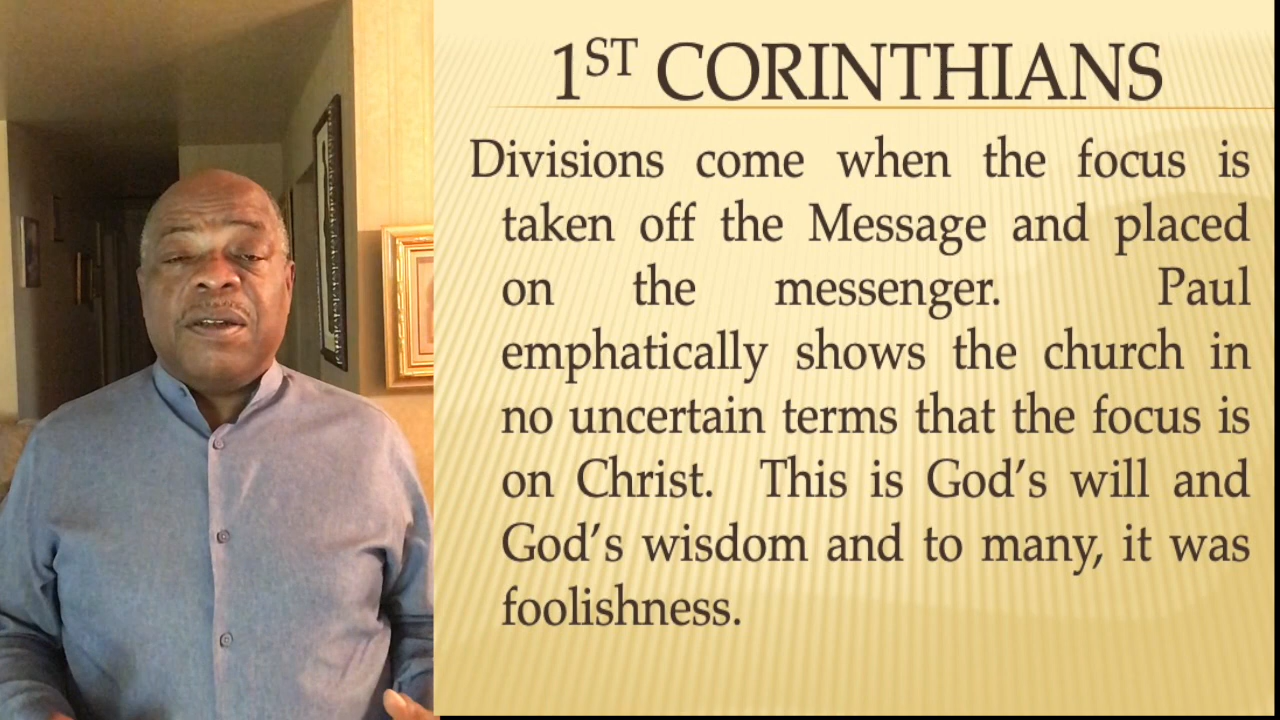 1ST CORINTHIANS
Divisions come when the focus is
taken off the Message and placed
on the messenger. Paul
emphatically shows the church in
no uncertain terms that the focus is
on Christ. This is God’s will and
God’s wisdom and to many, it was
foolishness.